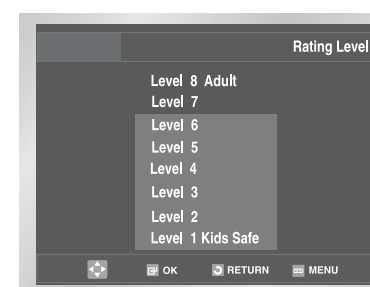 Rating Level
Level 8 Adult
Level 7
Level 6
Level 5
Level 4
Level 3
Level 2
Level 1 Kids Safe
OK RETURN MENU